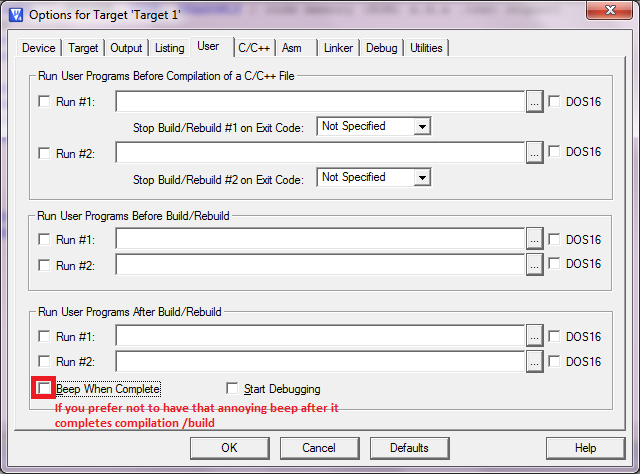 Options for Target 'Target 1'
Device Target Output Listing User C/C++ Asm Linker Debug Utilities
Run User Programs Before Compilation of a C/C++ File
Run #1: ... DOS16
Stop Build/Rebuild #1 on Exit Code: Not Specified
Run #2: ... DOS16
Stop Build/Rebuild #2 on Exit Code: Not Specified
Run User Programs Before Build/Rebuild
Run #1: ... DOS16
Run #2: ... DOS16
Run User Programs After Build/Rebuild
Run #1: ... DOS16
Run #2: ... DOS16
Beep When Complete Start Debugging
If you prefer not to have that annoying beep after it
completes compilation /build
OK Cancel Defaults Help